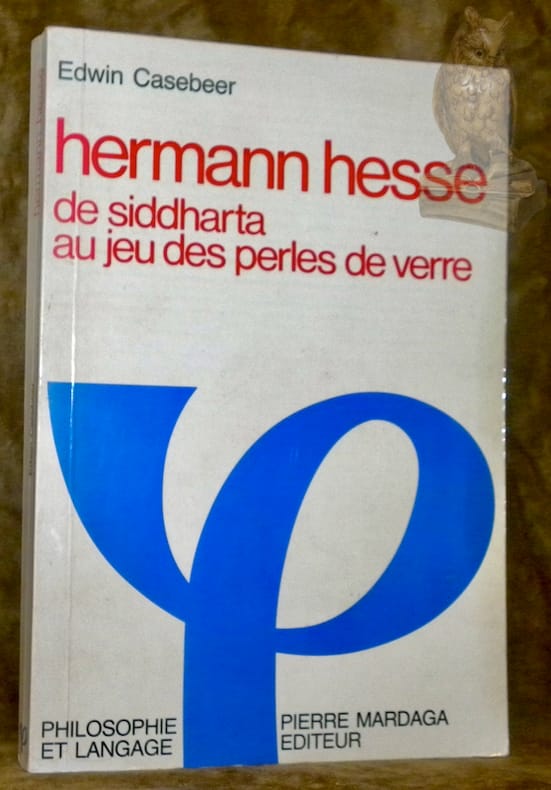 Edwin Casebeer
hermann hesse
de siddharta
au jeu des perles de verre
PHILOSOPHIE
ET LANGAGE
PIERRE MARDAGA
EDITEUR